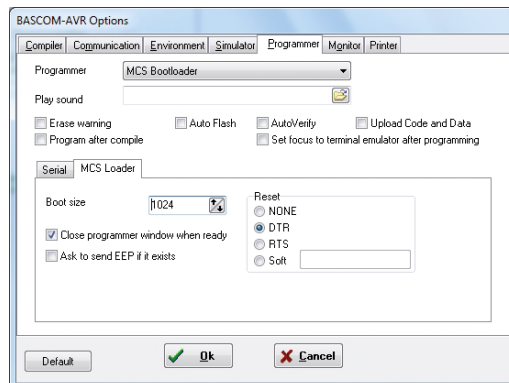 BASCOM-AVR Options
Compiler Communication Environment Simulator Programmer Monitor Printer
Programmer MCS Bootloader
Play sound
Erase warning Auto Flash AutoVerify Upload Code and Data
Program after compile Set focus to terminal emulator after programming
Serial MCS Loader
Boot size 1024 Reset
NONE
Close programmer window when ready DTR
RTS
Ask to send EEP if it exists Soft
Default Ok Cancel